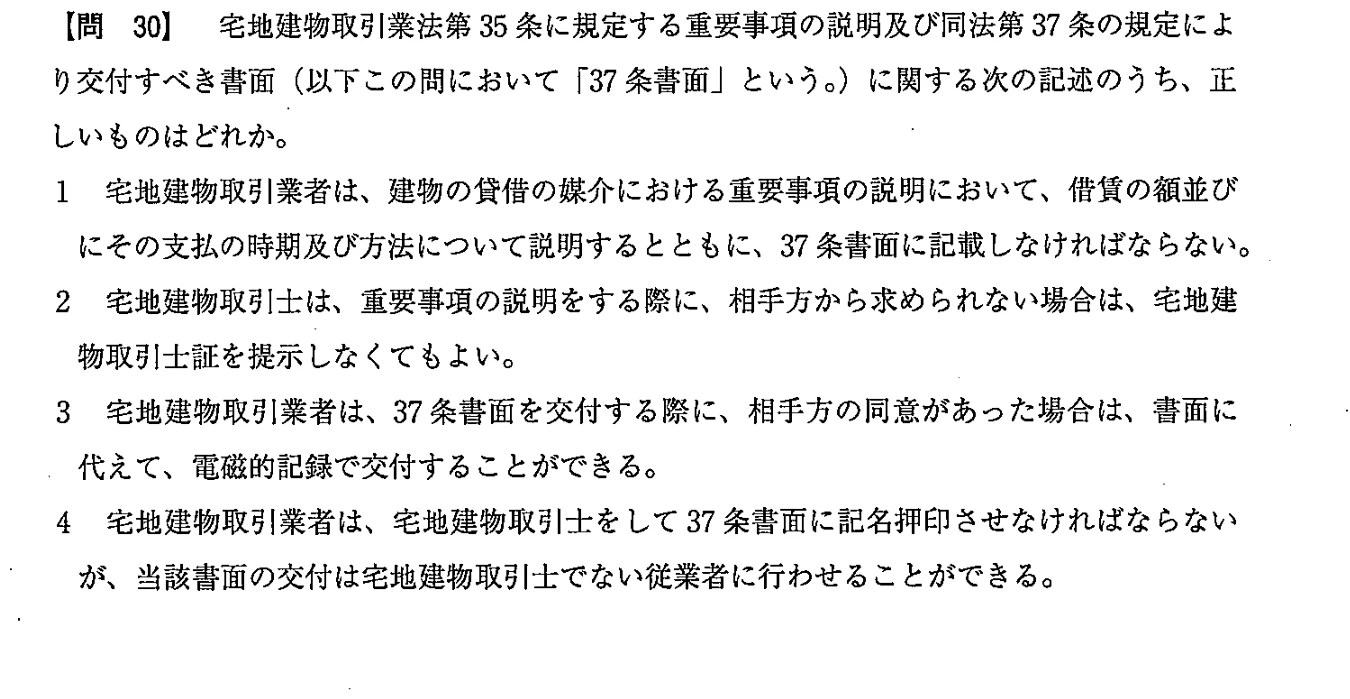 【問 30】 宅地建物取引業法第 35 条に規定する重要事項の説明及び同法第 37 条の規定によ
り交付すべき書面（以下この問において「37 条書面」という。）に関する次の記述のうち、正
しいものはどれか。
1 宅地建物取引業者は、建物の貸借の媒介における重要事項の説明において、借賃の額並び
にその支払の時期及び方法について説明するとともに、37 条書面に記載しなければならない。
2 宅地建物取引士は、重要事項の説明をする際に、相手方から求められない場合は、宅地建
物取引士証を提示しなくてもよい。
3 宅地建物取引業者は、37 条書面を交付する際に、相手方の同意があった場合は、書面に
代えて、電磁的記録で交付することができる。
4 宅地建物取引業者は、宅地建物取引士をして 37 条書面に記名押印させなければならない
が、当該書面の交付は宅地建物取引士でない従業者に行わせることができる。